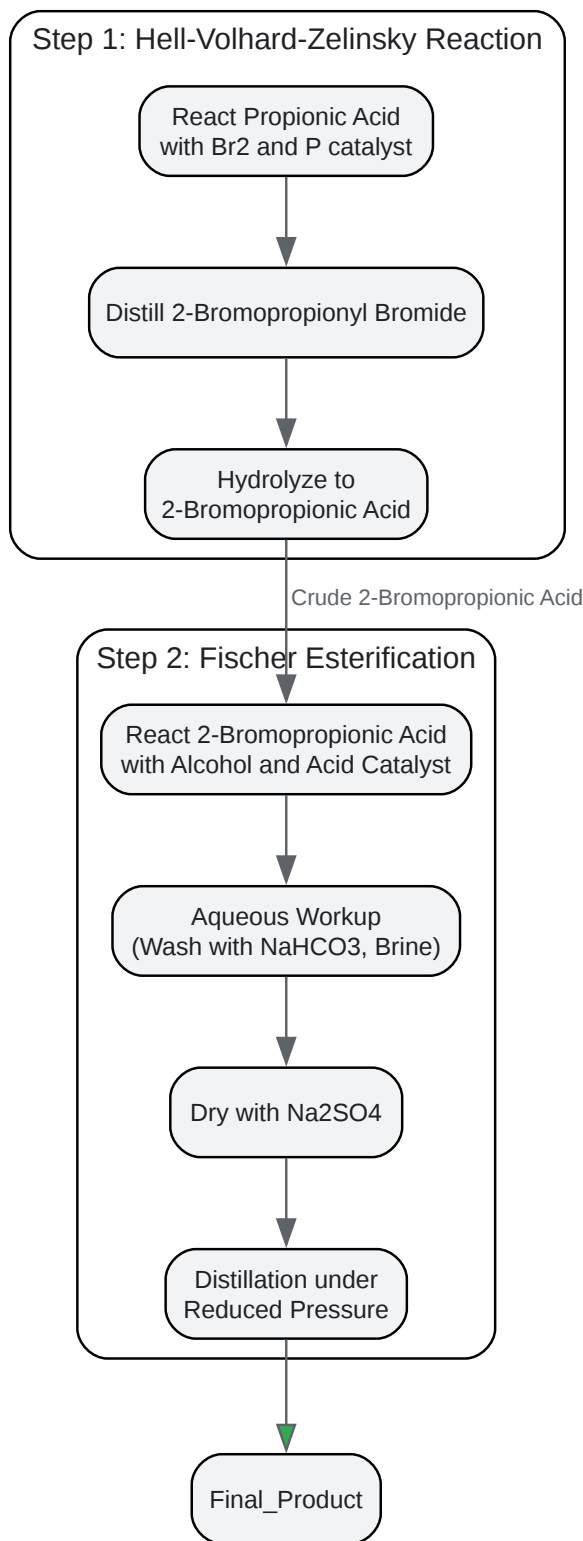 Step 1: Hell-Volhard-Zelinsky Reaction
React Propionic Acid
with Br2 and P catalyst
Distill 2-Bromopropionyl Bromide
Hydrolyze to
2-Bromopropionic Acid
Crude 2-Bromopropionic Acid
Step 2: Fischer Esterification
React 2-Bromopropionic Acid
with Alcohol and Acid Catalyst
Aqueous Workup
(Wash with NaHCO3, Brine)
Dry with Na2SO4
Distillation under
Reduced Pressure
Final_Product